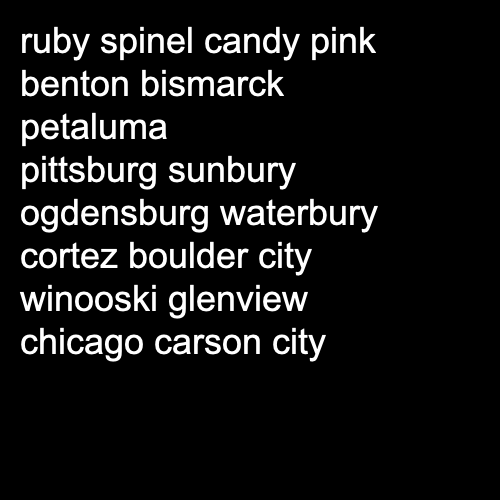 ruby spinel candy pink
benton bismarck
petaluma
pittsburg sunbury
ogdensburg waterbury
cortez boulder city
winooski glenview
chicago carson city